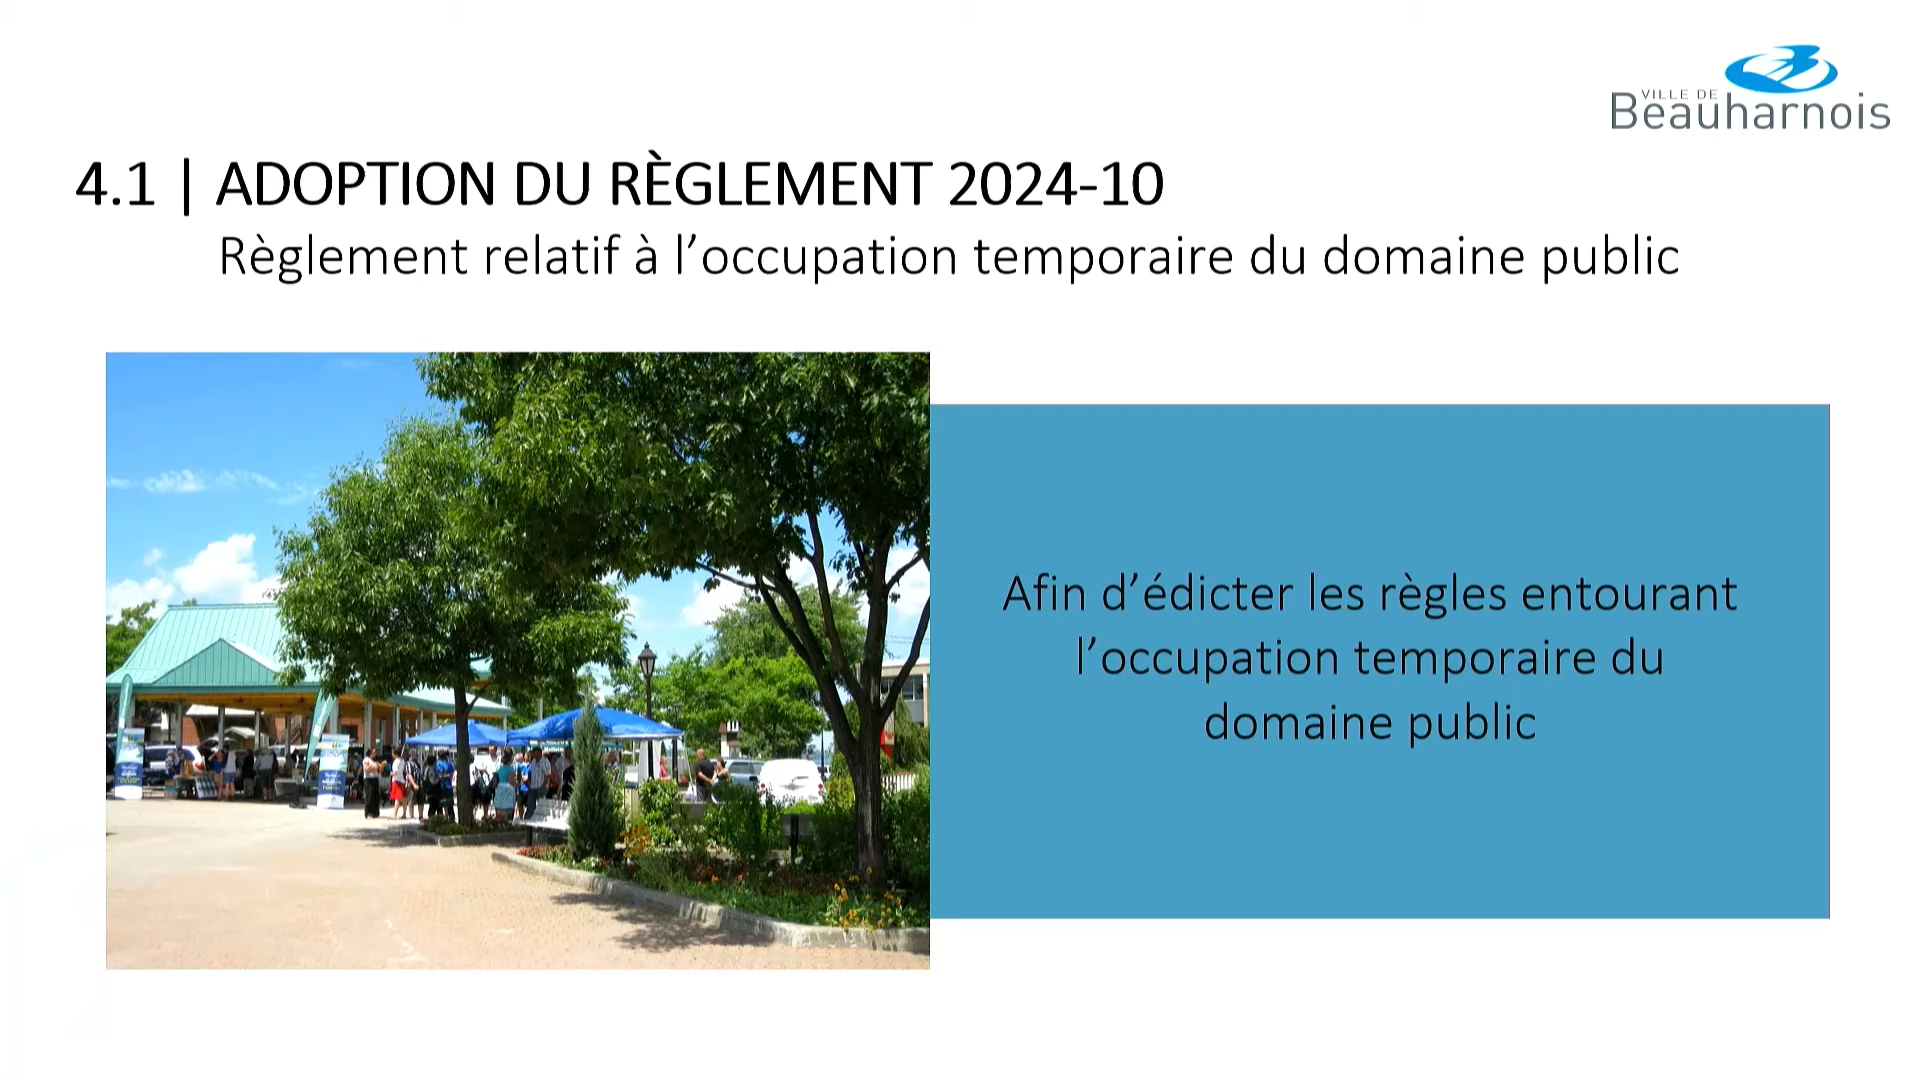 VILLE DE
Beauharnois
4.1 | ADOPTION DU RÈGLEMENT 2024-10
Règlement relatif à l’occupation temporaire du domaine public
Afin d’édicter les règles entourant
l’occupation temporaire du
domaine public